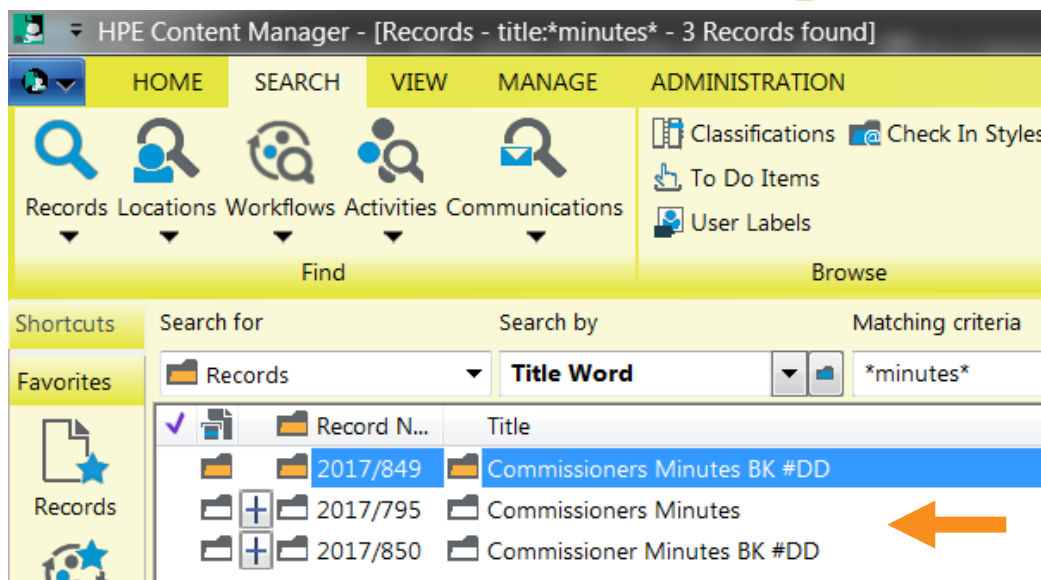 HPE Content Manager - [Records - title:*minutes* - 3 Records found]
HOME SEARCH VIEW MANAGE ADMINISTRATION
Classifications Check In Styles
To Do Items
Records Locations Workflows Activities Communications
User Labels
Find Browse
Shortcuts Search for Search by Matching criteria
Favorites Records Title Word *minutes*
Record N... Title
2017/849 Commissioners Minutes BK #DD
Records 2017/795 Commissioners Minutes
2017/850 Commissioner Minutes BK #DD